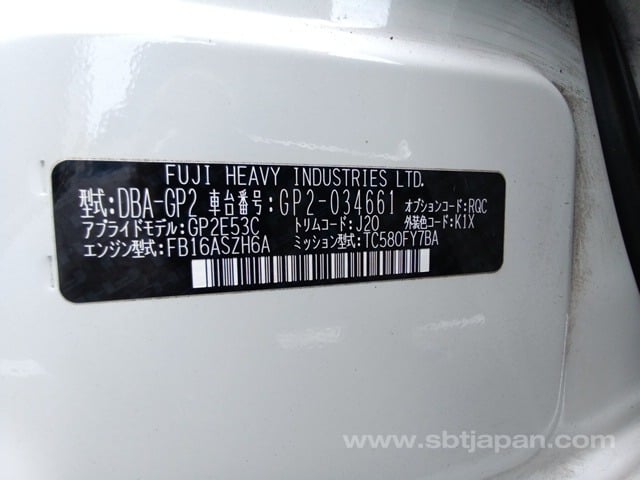 FUJI HEAVY INDUSTRIES LTD.
型式:DBA-GP2 車台番号:GP2-034661 オプションコード:RQC
アプライドモデル:GP2E53C トリムコード:J20 外装色コード:K1X
エンジン型式:FB16ASZH6A ミッション型式:TC580FY7BA
www.sbtjapan.com